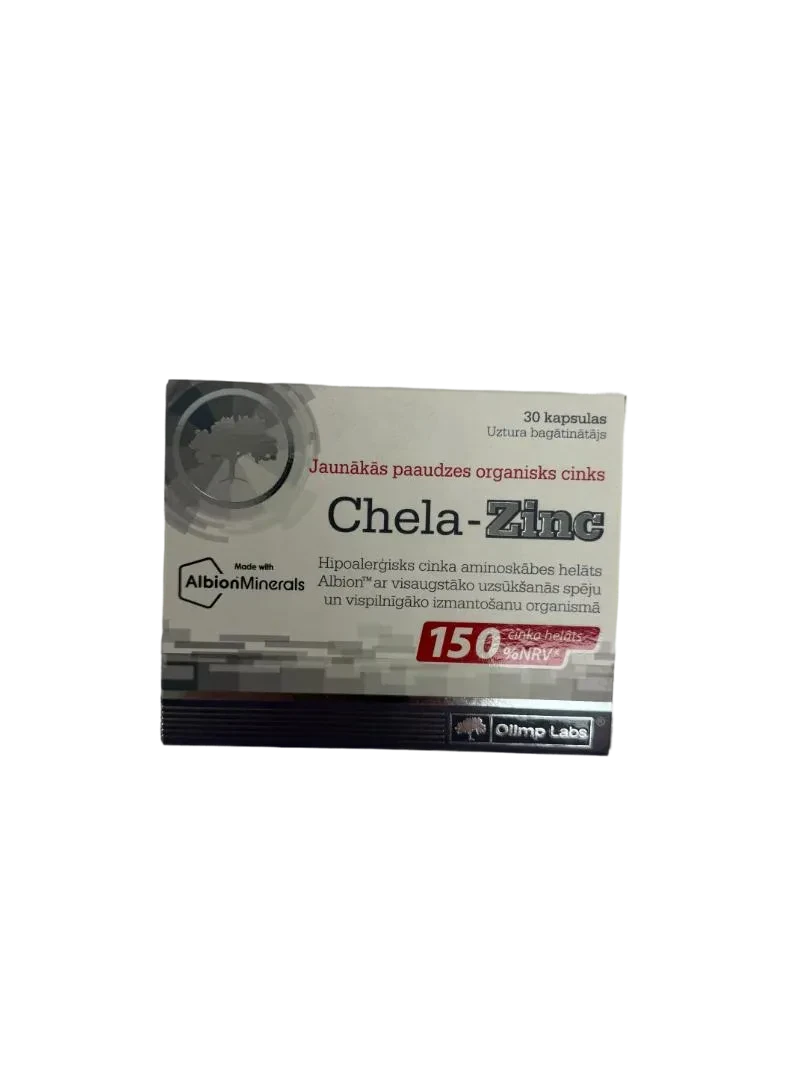 30 kapsulas
Uztura bagātinātājs
Jaunākās paaudzes organisks cinks
Chela-Zinc
Made with
AlbionMinerals
Hipoalerģisks cinka aminoskābes helāts
Albion™ ar visaugstāko uzsūkšanās spēju
un vispilnīgāko izmantošanu organismā
150 cinka helāts
%NRV*
Olimp Labs®